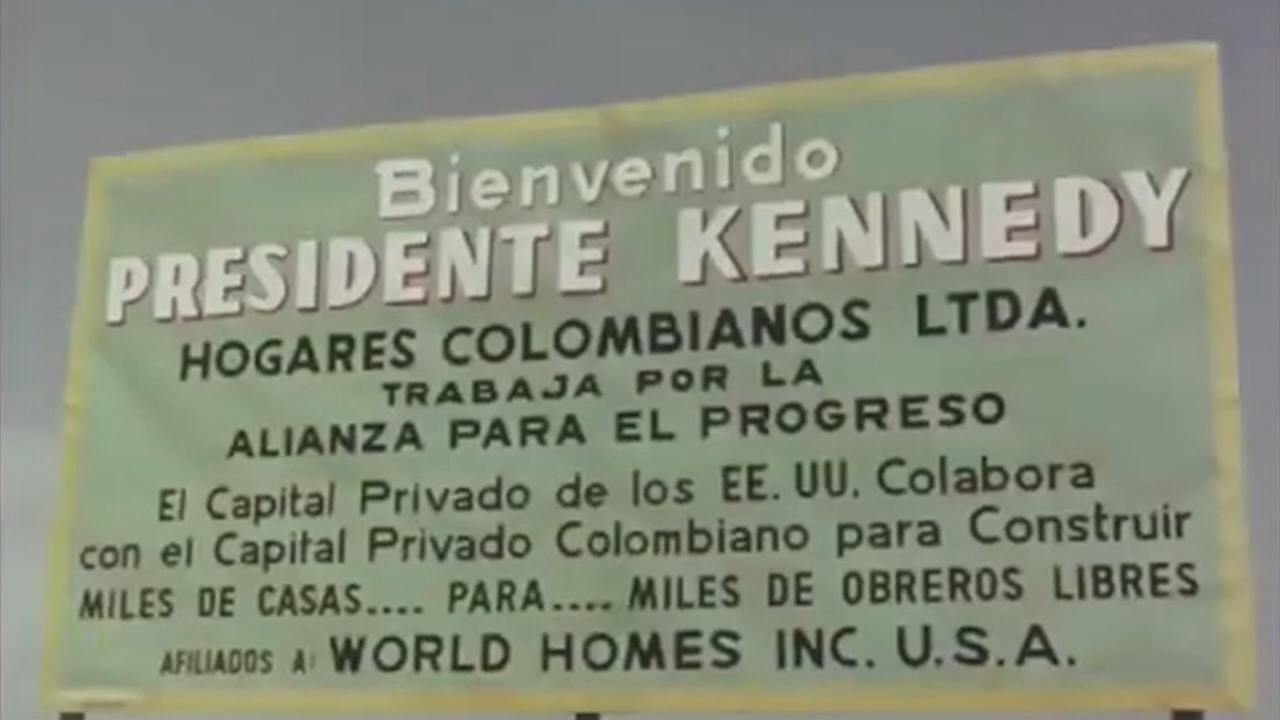 Bienvenido
PRESIDENTE KENNEDY
HOGARES COLOMBIANOS LTDA.
TRABAJA POR LA
ALIANZA PARA EL PROGRESO
El Capital Privado de los EE. UU. Colabora
con el Capital Privado Colombiano para Construir
MILES DE CASAS.... PARA.... MILES DE OBREROS LIBRES
AFILIADOS A: WORLD HOMES INC. U.S.A.